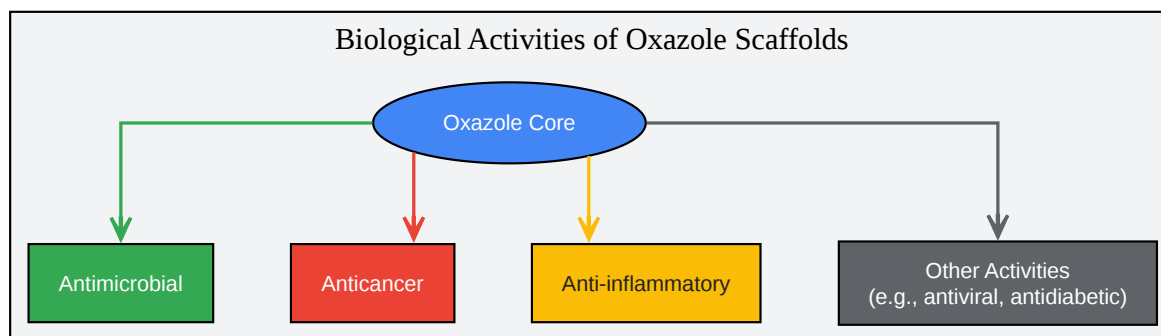 Biological Activities of Oxazole Scaffolds
Oxazole Core
Antimicrobial
Anticancer
Anti-inflammatory
Other Activities
(e.g., antiviral, antidiabetic)